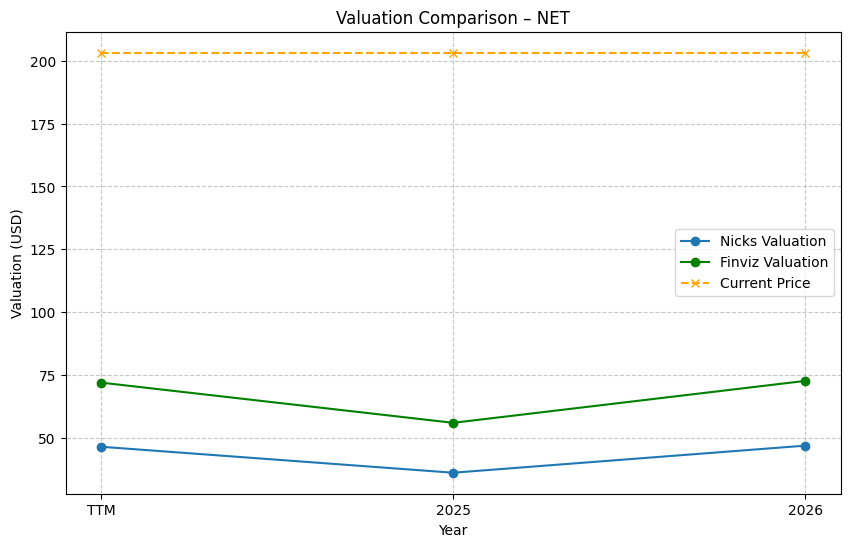 Valuation Comparison – NET
Valuation (USD)
200
175
150
125
100
75
50
Nicks Valuation
Finviz Valuation
Current Price
TTM
2025
2026
Year